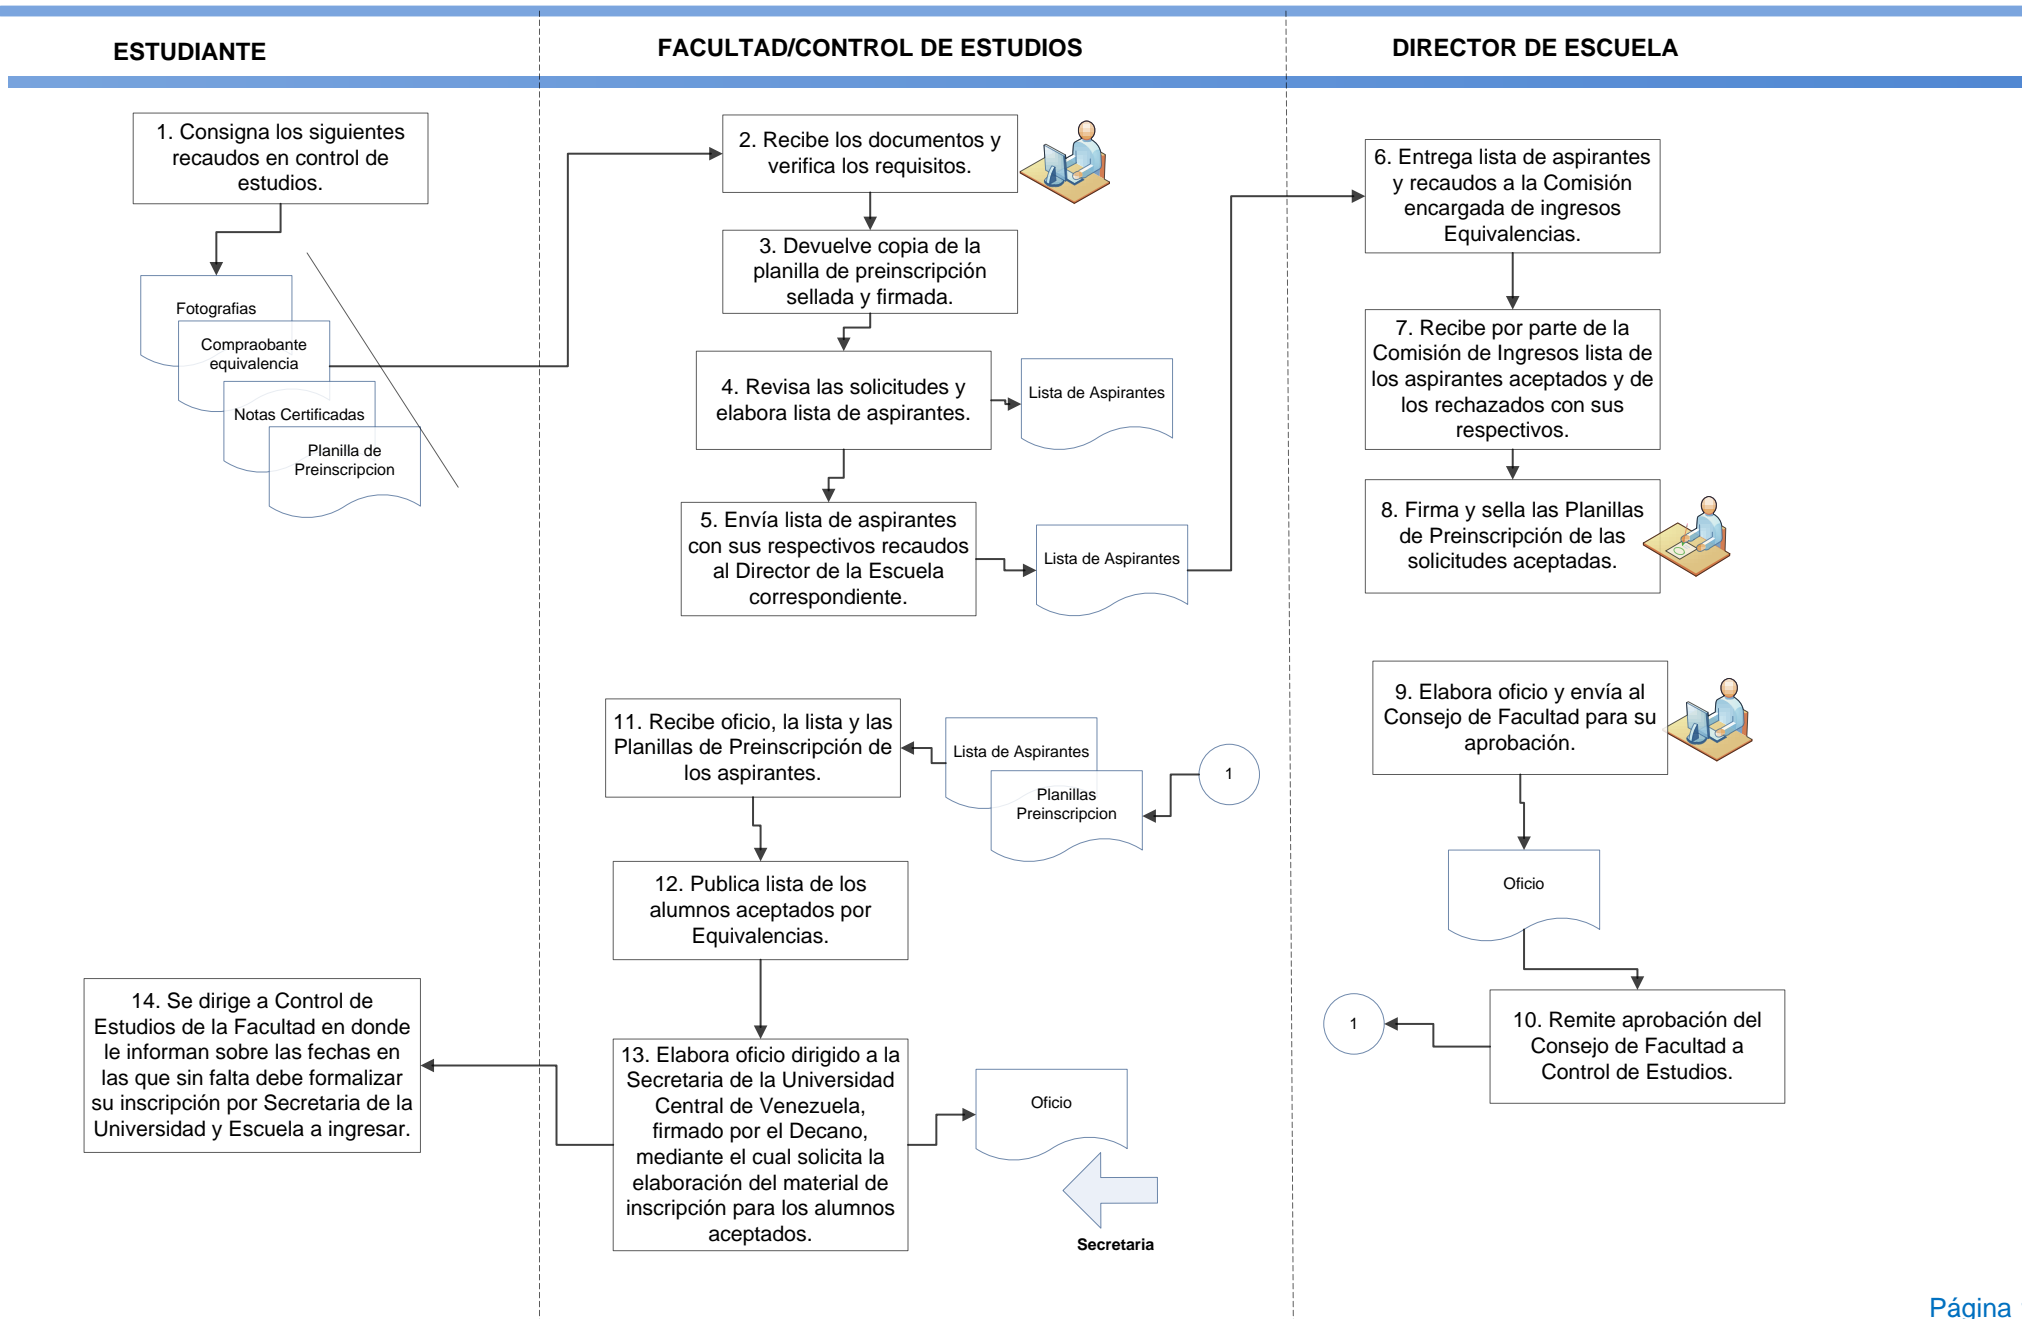 ESTUDIANTE
FACULTAD/CONTROL DE ESTUDIOS
DIRECTOR DE ESCUELA
1. Consigna los siguientes
recaudos en control de
estudios.
Fotografias
Compraobante
equivalencia
Notas Certificadas
Planilla de
Preinscripcion
2. Recibe los documentos y
verifica los requisitos.
3. Devuelve copia de la
planilla de preinscripción
sellada y firmada.
4. Revisa las solicitudes y
elabora lista de aspirantes.
Lista de Aspirantes
5. Envía lista de aspirantes
con sus respectivos recaudos
al Director de la Escuela
correspondiente.
Lista de Aspirantes
6. Entrega lista de aspirantes
y recaudos a la Comisión
encargada de ingresos
Equivalencias.
7. Recibe por parte de la
Comisión de Ingresos lista de
los aspirantes aceptados y de
los rechazados con sus
respectivos.
8. Firma y sella las Planillas
de Preinscripción de las
solicitudes aceptadas.
9. Elabora oficio y envía al
Consejo de Facultad para su
aprobación.
Oficio
10. Remite aprobación del
Consejo de Facultad a
Control de Estudios.
1
11. Recibe oficio, la lista y las
Planillas de Preinscripción de
los aspirantes.
Lista de Aspirantes
Planillas
Preinscripcion
1
12. Publica lista de los
alumnos aceptados por
Equivalencias.
13. Elabora oficio dirigido a la
Secretaria de la Universidad
Central de Venezuela,
firmado por el Decano,
mediante el cual solicita la
elaboración del material de
inscripción para los alumnos
aceptados.
Oficio
Secretaria
14. Se dirige a Control de
Estudios de la Facultad en donde
le informan sobre las fechas en
las que sin falta debe formalizar
su inscripción por Secretaria de la
Universidad y Escuela a ingresar.
Página